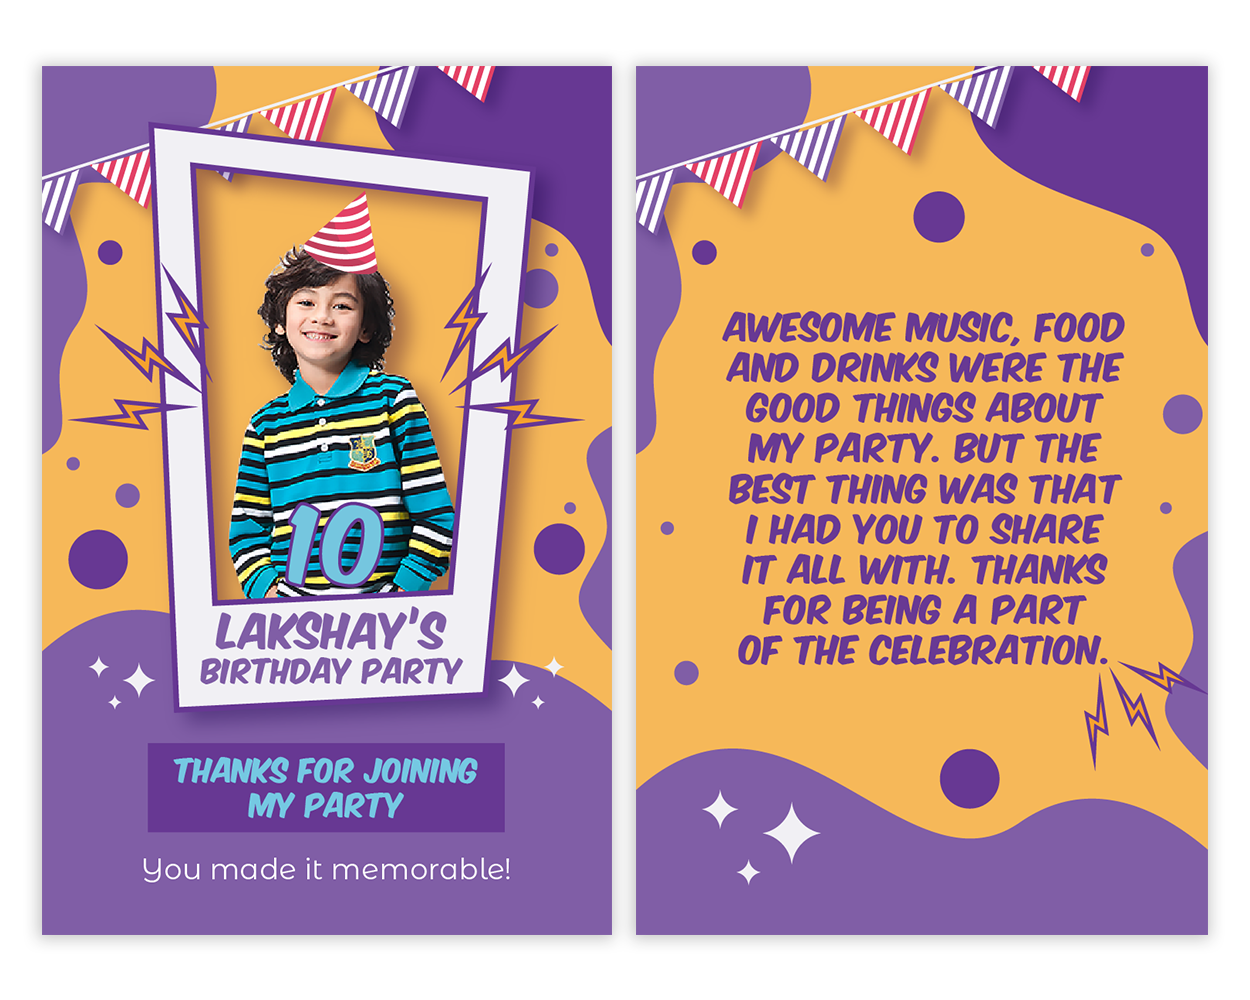 10
LAKSHAY'S
BIRTHDAY PARTY
THANKS FOR JOINING
MY PARTY
You made it memorable!
AWESOME MUSIC, FOOD
AND DRINKS WERE THE
GOOD THINGS ABOUT
MY PARTY. BUT THE
BEST THING WAS THAT
I HAD YOU TO SHARE
IT ALL WITH. THANKS
FOR BEING A PART
OF THE CELEBRATION.